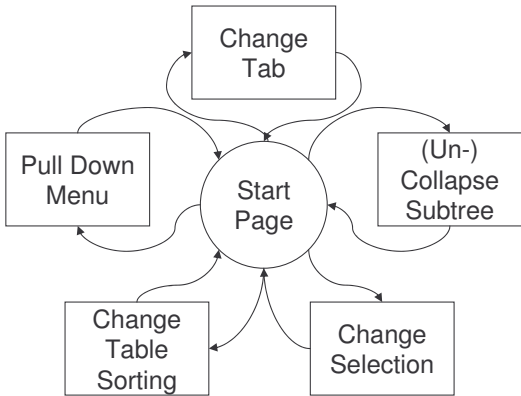 Change
Tab
Pull Down
Menu
Start
Page
(Un-)
Collapse
Subtree
Change
Table
Sorting
Change
Selection